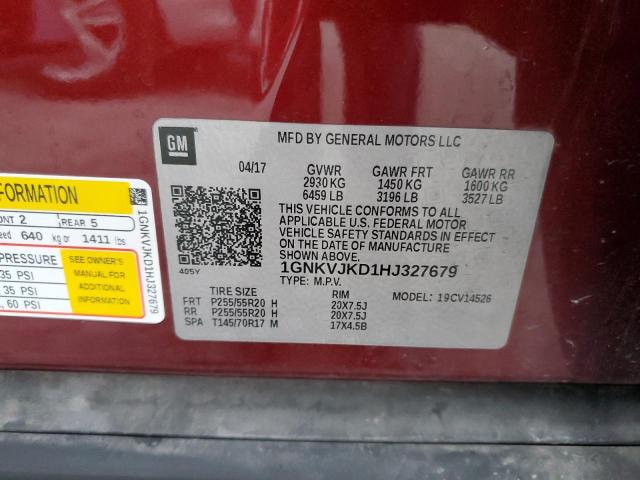 GM
MFD BY GENERAL MOTORS LLC
04/17 GVWR GAWR FRT GAWR RR
2930 KG 1450 KG 1600 KG
6459 LB 3196 LB 3527 LB
THIS VEHICLE CONFORMS TO ALL
APPLICABLE U.S. FEDERAL MOTOR
VEHICLE SAFETY STANDARDS IN EFFECT
ON THE DATE OF MANUFACTURE
SHOWN ABOVE.
1GNKVJKD1HJ327679
TYPE: M.P.V.
405Y
TIRE SIZE RIM MODEL: 19CV14526
FRT P255/55R20 H 20X7.5J
RR P255/55R20 H 20X7.5J
SPA T145/70R17 M 17X4.5B
FORMATION
2 REAR 5
640 kg or 1411 lbs
PRESSURE
35 PSI
35 PSI
60 PSI
SEE OWNER'S
MANUAL FOR
ADDITIONAL
INFORMATION
1GNKVJKD1HJ327679